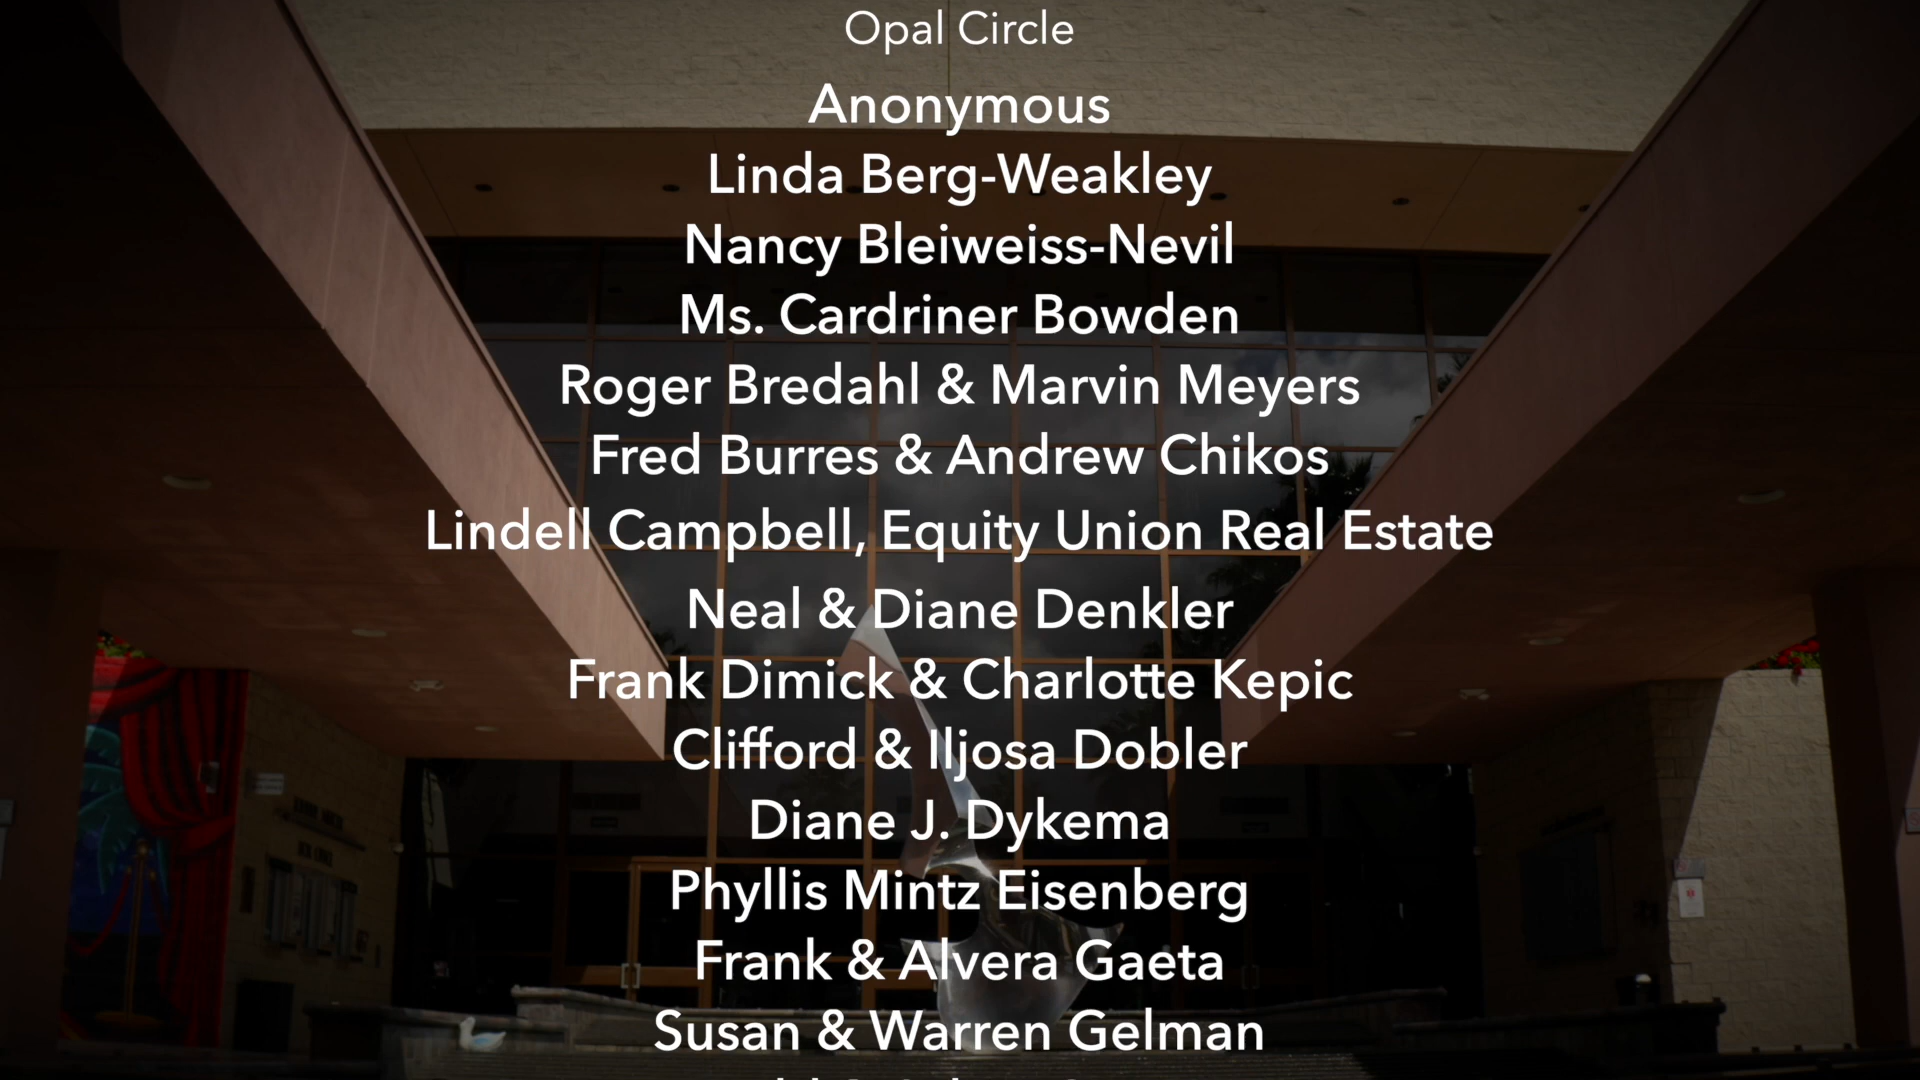 Opal Circle
Anonymous
Linda Berg-Weakley
Nancy Bleiweiss-Nevil
Ms. Cardriner Bowden
Roger Bredahl & Marvin Meyers
Fred Burres & Andrew Chikos
Lindell Campbell, Equity Union Real Estate
Neal & Diane Denkler
Frank Dimick & Charlotte Kepic
Clifford & Iljosa Dobler
Diane J. Dykema
Phyllis Mintz Eisenberg
Frank & Alvera Gaeta
Susan & Warren Gelman